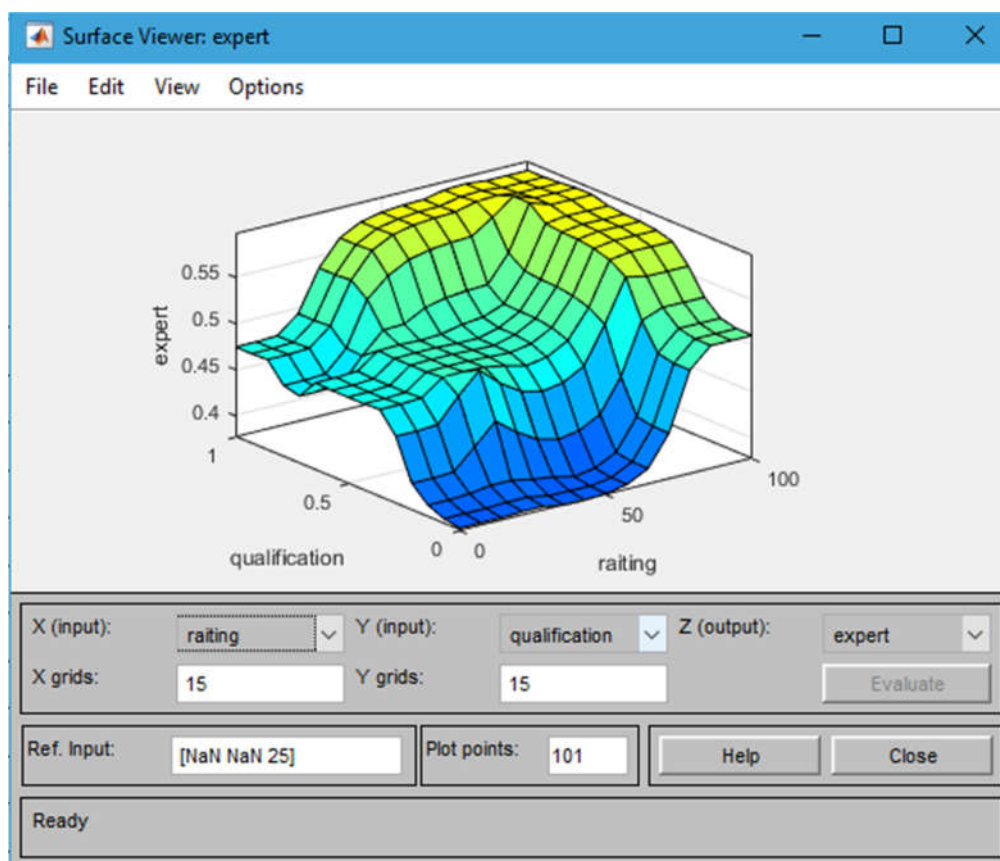 Surface Viewer: expert
File Edit View Options
0.55
0.5
0.45
0.4
expert
1
0.5
0
qualification
0
50
100
raiting
X (input): raiting Y (input): qualification Z (output): expert
X grids: 15 Y grids: 15 Evaluate
Ref. Input: [NaN NaN 25] Plot points: 101 Help Close
Ready